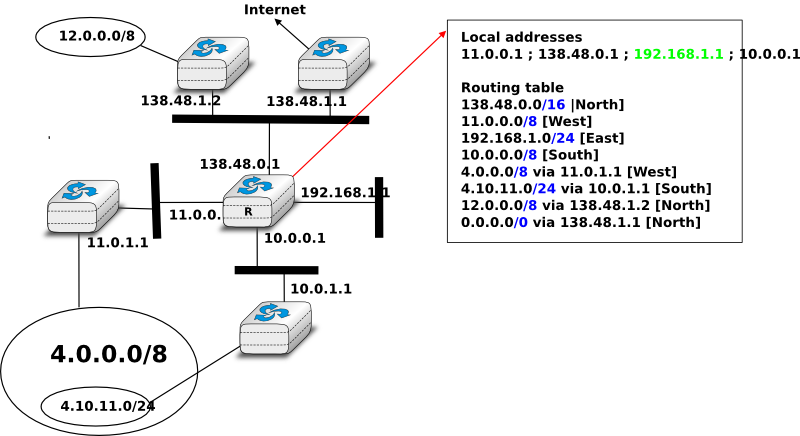 Internet
12.0.0.0/8
138.48.1.2
138.48.1.1
138.48.0.1
192.168.1.1
R
11.0.0.
11.0.1.1
10.0.0.1
10.0.1.1
4.0.0.0/8
4.10.11.0/24
Local addresses
11.0.0.1 ; 138.48.0.1 ; 192.168.1.1 ; 10.0.0.1
Routing table
138.48.0.0/16 |North]
11.0.0.0/8 [West]
192.168.1.0/24 [East]
10.0.0.0/8 [South]
4.0.0.0/8 via 11.0.1.1 [West]
4.10.11.0/24 via 10.0.1.1 [South]
12.0.0.0/8 via 138.48.1.2 [North]
0.0.0.0/0 via 138.48.1.1 [North]